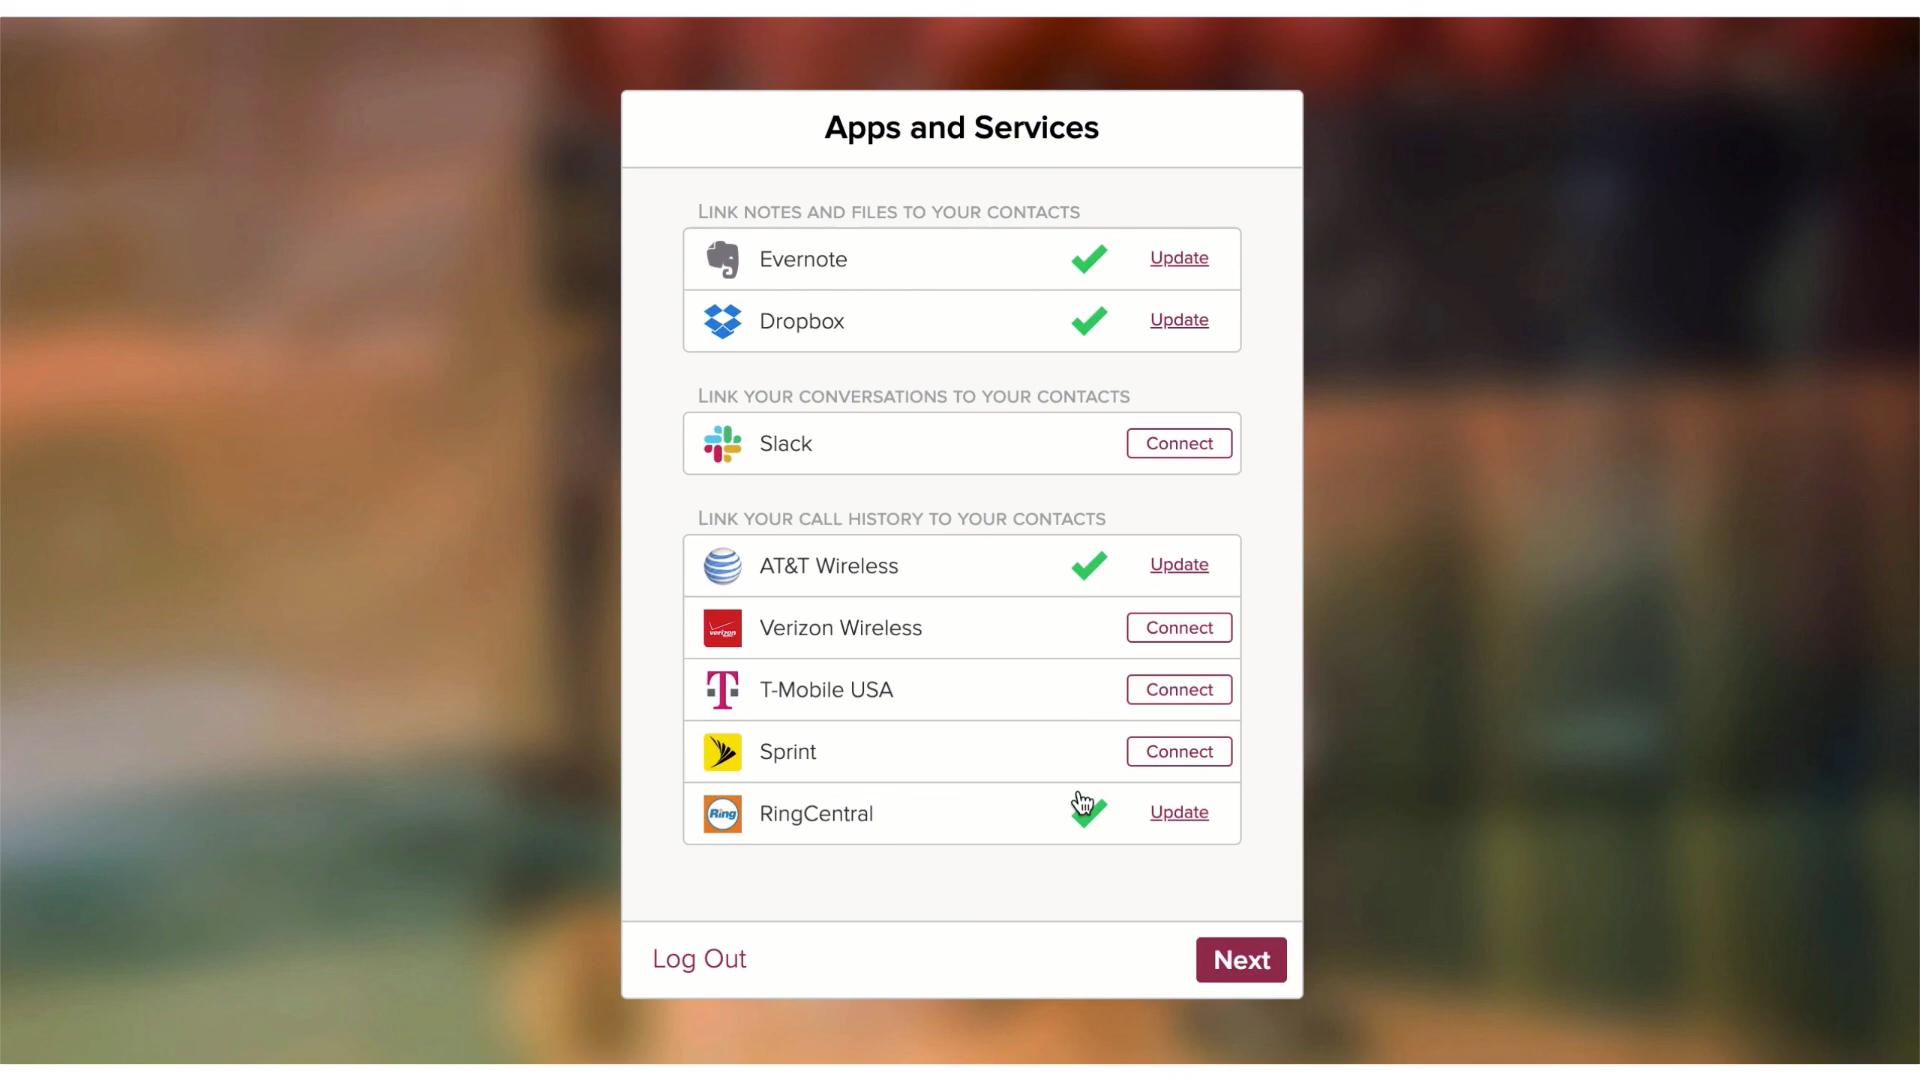 Apps and Services
LINK NOTES AND FILES TO YOUR CONTACTS
Evernote Update
Dropbox Update
LINK YOUR CONVERSATIONS TO YOUR CONTACTS
Slack Connect
LINK YOUR CALL HISTORY TO YOUR CONTACTS
AT&T Wireless Update
verizon Verizon Wireless Connect
T T-Mobile USA Connect
Sprint Connect
Ring RingCentral Update
Log Out Next